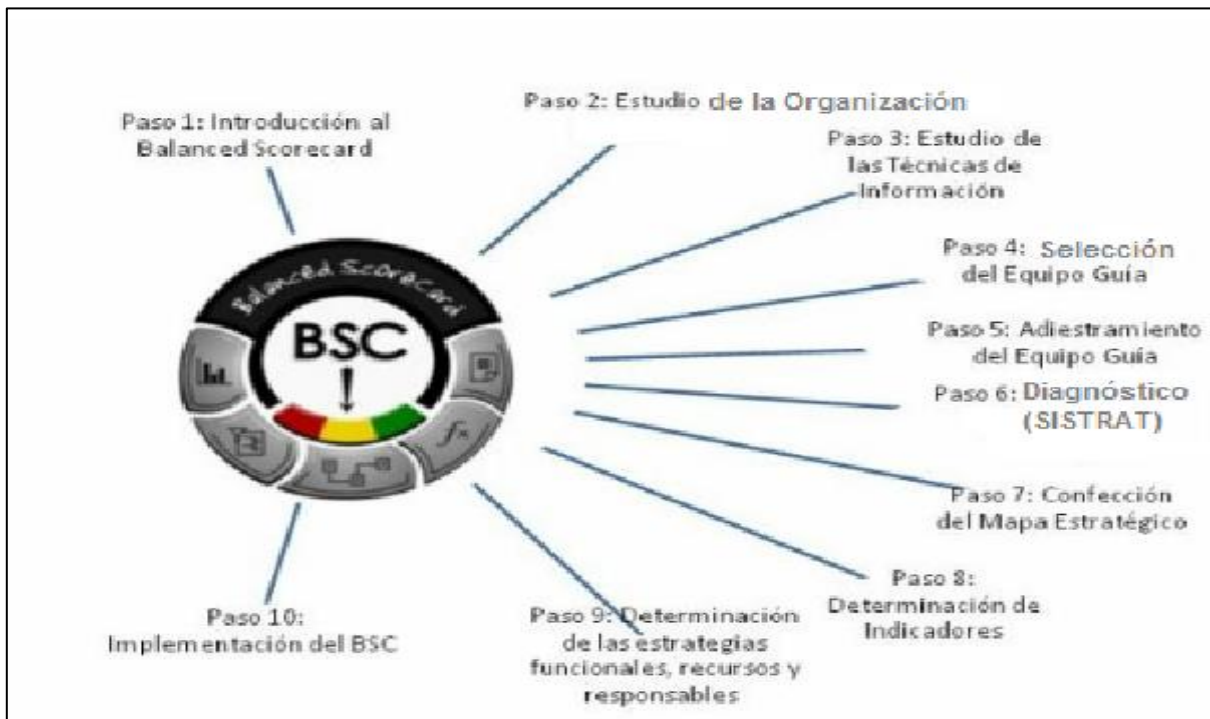 Paso 1: Introducción al
Balanced Scorecard
Paso 2: Estudio de la Organización
Paso 3: Estudio de
las Técnicas de
Información
Paso 4: Selección
del Equipo Guía
Paso 5: Adiestramiento
del Equipo Guía
Paso 6: Diagnóstico
(SISTRAT)
Paso 7: Confección
del Mapa Estratégico
Paso 8:
Determinación de
Indicadores
Paso 9: Determinación
de las estrategias
funcionales, recursos y
responsables
Paso 10:
Implementación del BSC
Balanced Scorecard
BSC
fx